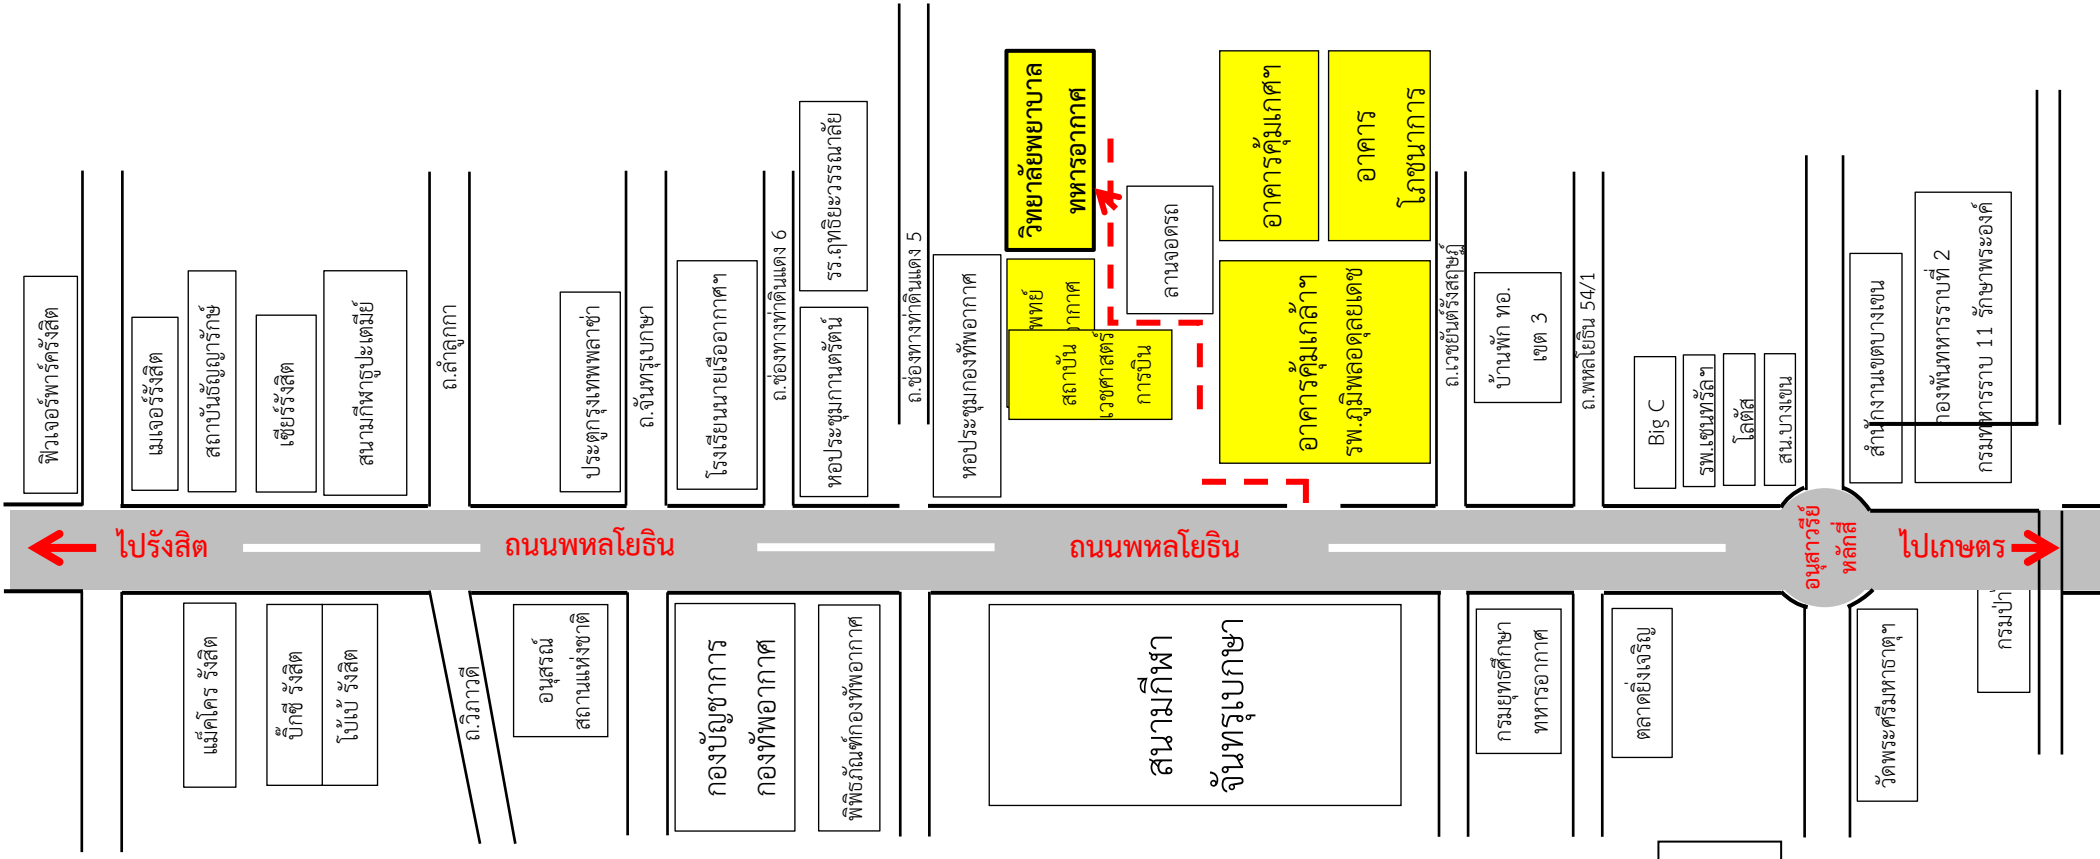 ฟิวเจอร์พาร์ครังสิต
เมเจอร์รังสิต
สถาบันธัญญารักษ์
เซียร์รังสิต
สนามกีฬาธูปะเตมีย์
ถ.ลำลูกกา
ประตูกรุงเทพพลาซ่า
ถ.จันทรุเบกษา
โรงเรียนนายเรืออากาศฯ
ถ.ช่องทางท่าดินแดง 6
รร.ฤทธิยะวรรณาลัย
หอประชุมกานตรัตน์
ถ.ช่องทางท่าดินแดง 5
หอประชุมกองทัพอากาศ
วิทยาลัยพยาบาล
ทหารอากาศ
สถาบัน
เวชศาสตร์
การบิน
ลานจอดรถ
อาคารคุ้มเกศฯ
อาคาร
โภชนาการ
อาคารคุ้มเกล้าฯ
รพ.ภูมิพลอดุลยเดช
ถ.เวชยันต์รังสฤษฎ์
บ้านพัก ทอ.
เขต 3
ถ.พหลโยธิน 54/1
Big C
รพ.เซนทรัลฯ
โลตัส
สน.บางเขน
สำนักงานเขตบางเขน
กองพันทหารราบที่ 2
กรมทหารราบ 11 รักษาพระองค์
ไปรังสิต
ถนนพหลโยธิน
ถนนพหลโยธิน
อนุสาวรีย์
หลักสี่
ไปเกษตร
แม็คโคร รังสิต
บิ๊กซี รังสิต
โบ้เบ้ รังสิต
ถ.วิภาวดี
อนุสรณ์
สถานแห่งชาติ
กองบัญชาการ
กองทัพอากาศ
พิพิธภัณฑ์กองทัพอากาศ
สนามกีฬา
จันทรุเบกษา
กรมยุทธศึกษา
ทหารอากาศ
ตลาดยิ่งเจริญ
วัดพระศรีมหาธาตุฯ